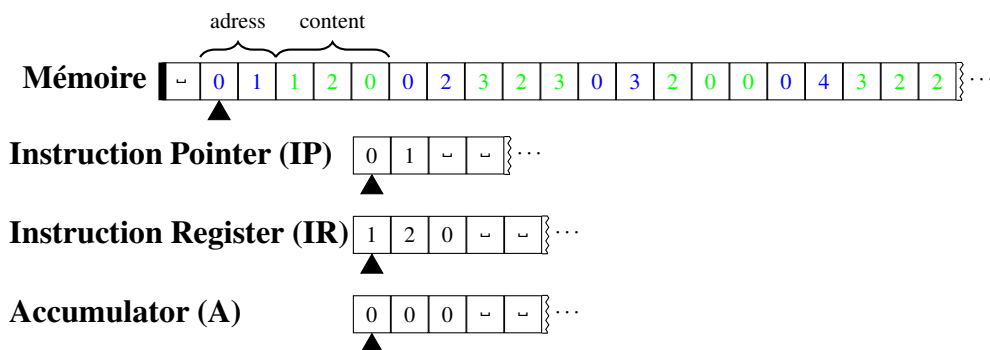 adress content
Mémoire ␣ 0 1 1 2 0 0 2 3 2 3 0 3 2 0 0 0 4 3 2 2 ···
Instruction Pointer (IP) 0 1 ␣ ␣ ···
Instruction Register (IR) 1 2 0 ␣ ␣ ···
Accumulator (A) 0 0 0 ␣ ␣ ···